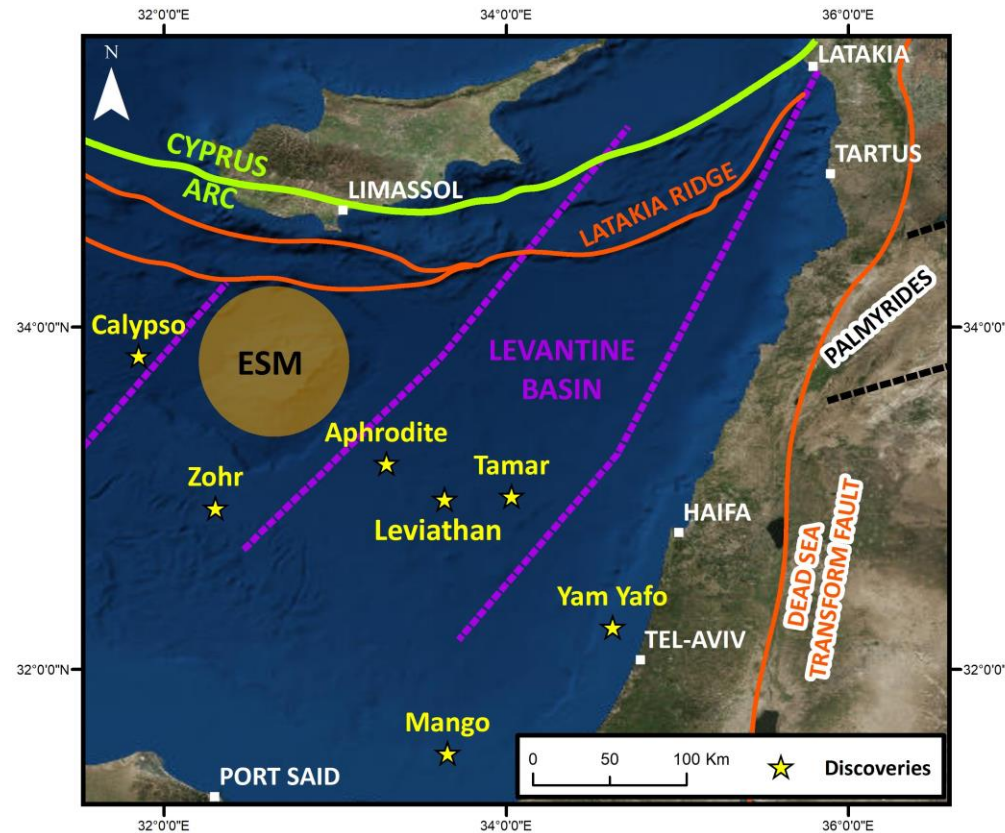 32°0'0"E
34°0'0"E
36°0'0"E
N
LATAKIA
CYPRUS
ARC
TARTUS
LIMASSOL
LATAKIA RIDGE
34°0'0"N
34°0'0"N
Calypso
PALMYRIDES
ESM
LEVANTINE
BASIN
Aphrodite
Zohr
Tamar
Leviathan
HAIFA
DEAD SEA
TRANSFORM FAULT
Yam Yafo
TEL-AVIV
32°0'0"N
32°0'0"
Mango
PORT SAID
0 50 100 Km
Discoveries
32°0'0"E
34°0'0"E
36°0'0"E